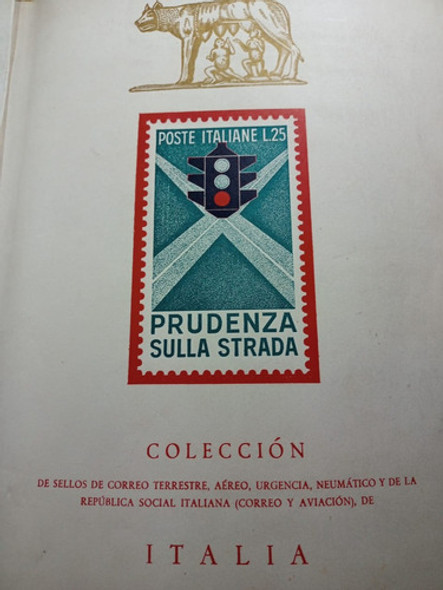 POSTE ITALIANE L.25
PRUDENZA
SULLA STRADA
COLECCIÓN
DE SELLOS DE CORREO TERRESTRE, AÉREO, URGENCIA, NEUMÁTICO Y DE LA
REPÚBLICA SOCIAL ITALIANA (CORREO Y AVIACIÓN), DE
ITALIA